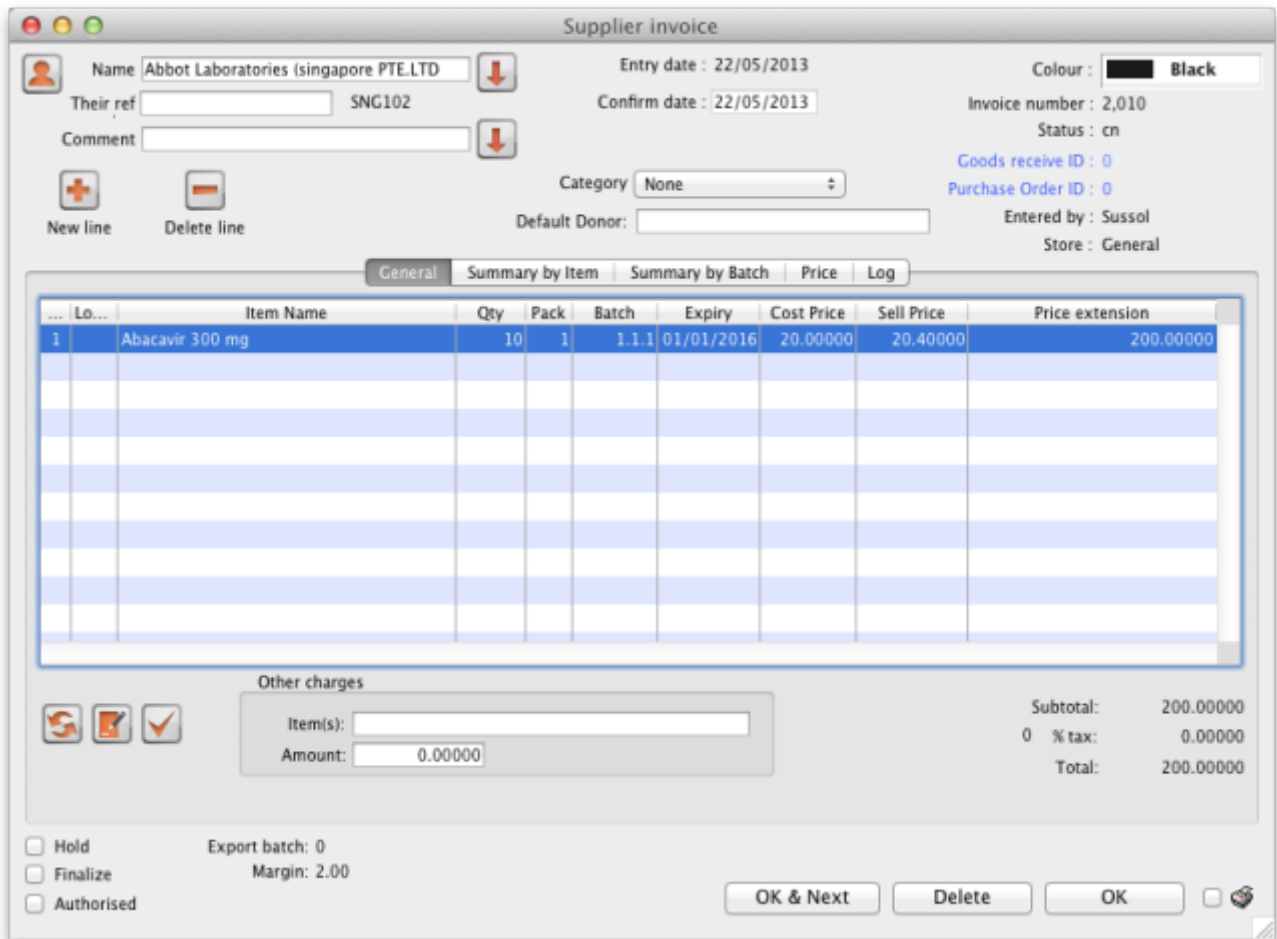 Supplier invoice
Name Abbot Laboratories (singapore PTE.LTD Entry date : 22/05/2013 Colour : Black
Their ref SNG102 Confirm date : 22/05/2013 Invoice number : 2,010
Comment Status : cn
Goods receive ID : 0
Category None Purchase Order ID : 0
New line Delete line Default Donor: Entered by : Sussol
Store : General
General Summary by Item Summary by Batch Price Log
... Lo... Item Name Qty Pack Batch Expiry Cost Price Sell Price Price extension
1 Abacavir 300 mg 10 1 1.1.1 01/01/2016 20.00000 20.40000 200.00000
Other charges
Item(s): Subtotal: 200.00000
Amount: 0.00000 0 % tax: 0.00000
Total: 200.00000
Hold Export batch: 0
Finalize Margin: 2.00
Authorised OK & Next Delete OK